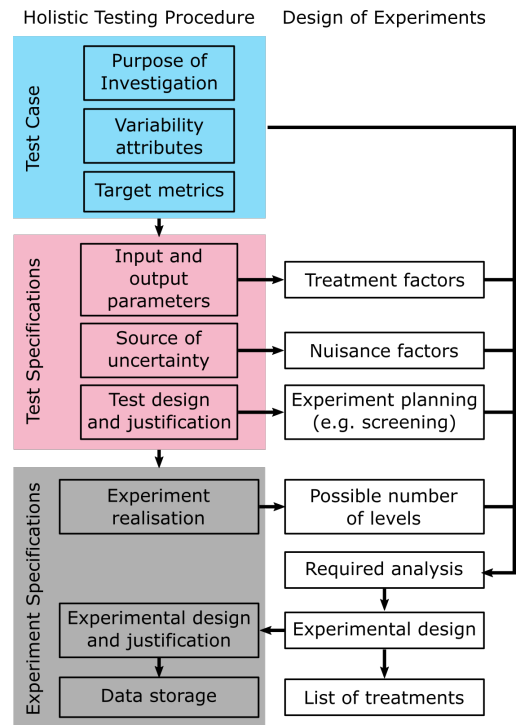 Holistic Testing Procedure
Design of Experiments
Test Case
Purpose of
Investigation
Variability
attributes
Target metrics
Test Specifications
Input and
output
parameters
Treatment factors
Source of
uncertainty
Nuisance factors
Test design
and justification
Experiment planning
(e.g. screening)
Experiment Specifications
Experiment
realisation
Possible number
of levels
Required analysis
Experimental design
and justification
Experimental design
Data storage
List of treatments